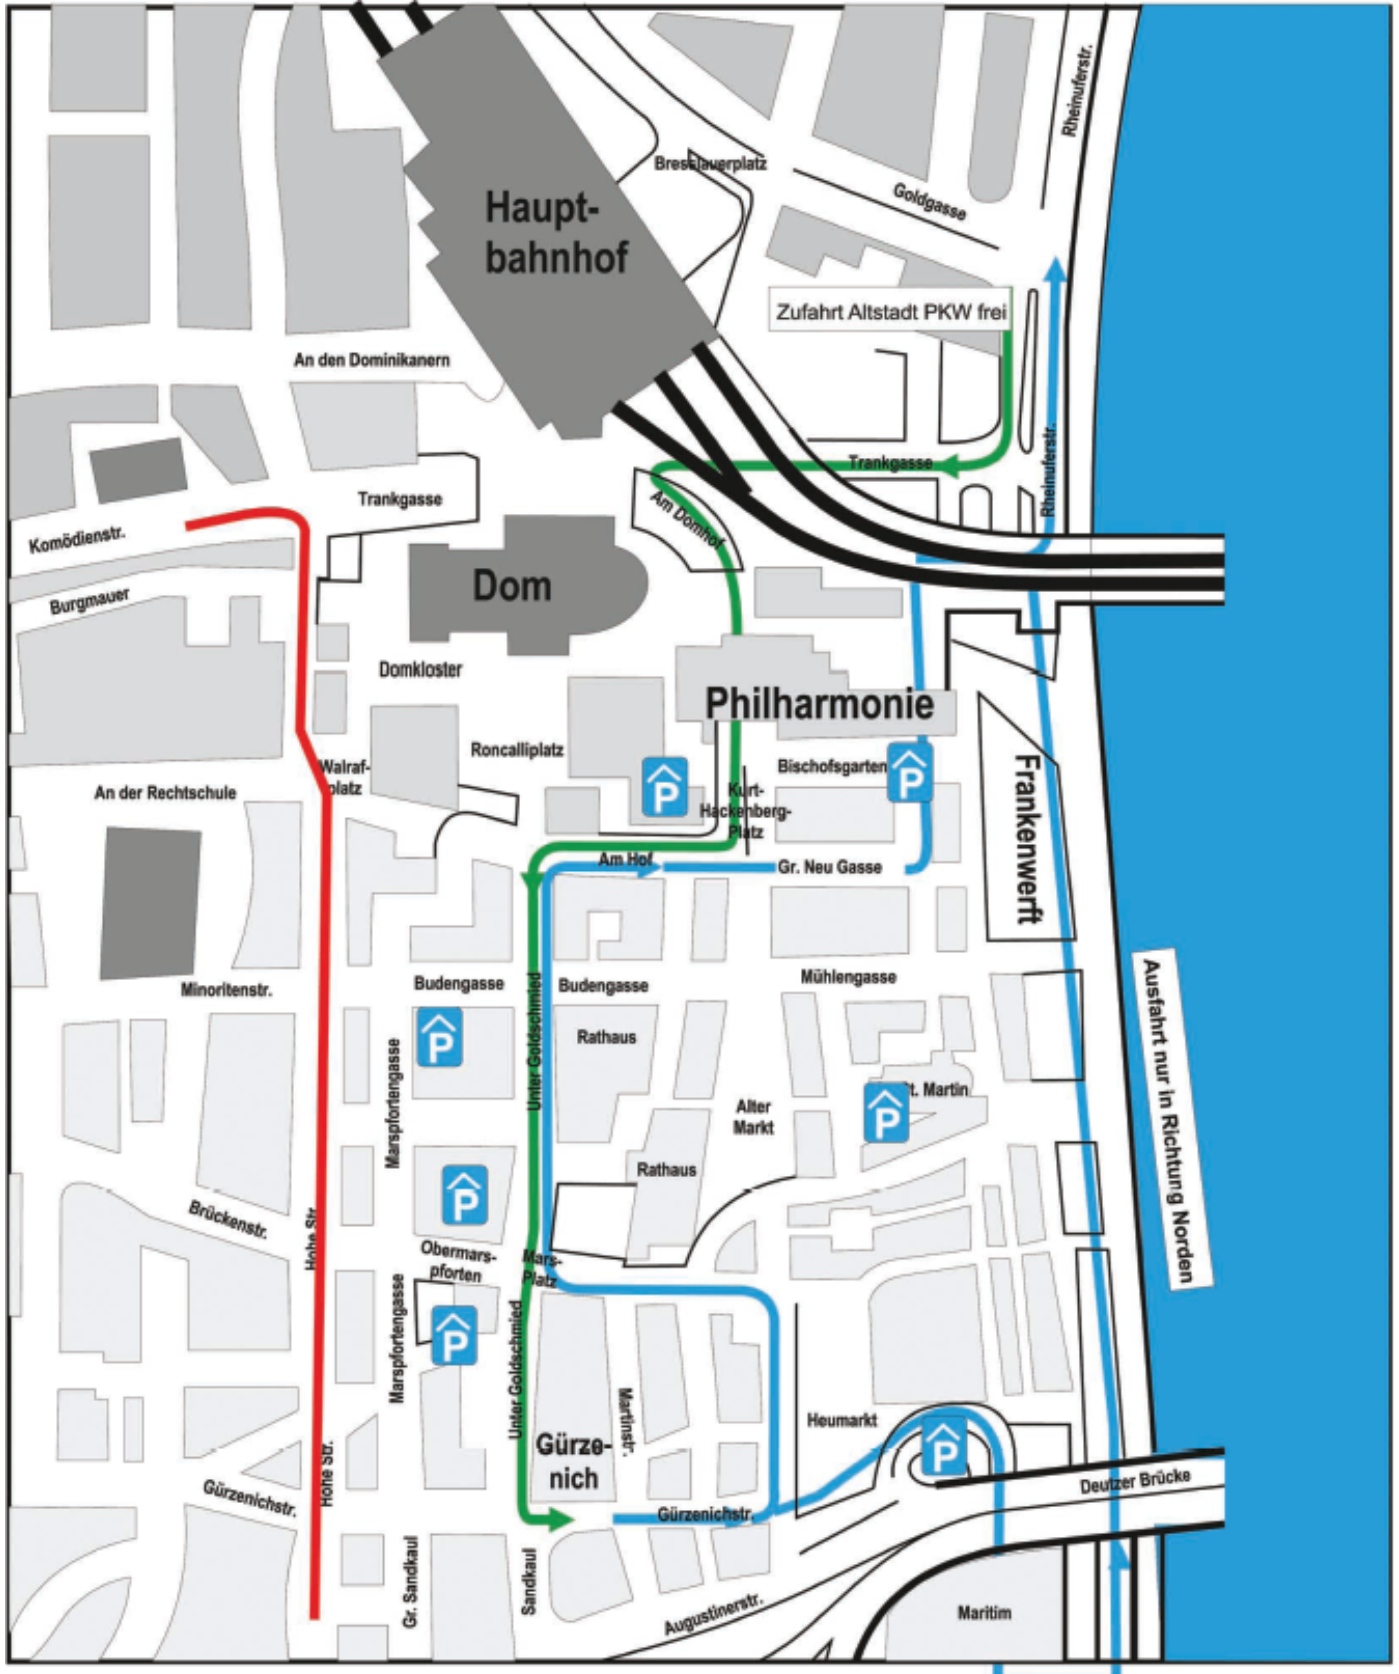 Rheinuferstr.
Bresslauerplatz
Goldgasse
Haupt-
bahnhof
Zufahrt Altstadt PKW frei
An den Dominikanern
Trankgasse
Rheinuferstr.
Trankgasse
Am Domhof
Komödienstr.
Burgmauer
Dom
Domkloster
Philharmonie
Roncalliplatz
Walraf-
platz
An der Rechtschule
P
Bischofsgarten
P
Kurt-
Hackenberg-
Platz
Frankenwerft
Am Hof
Gr. Neu Gasse
Minoritenstr.
Budengasse
Budengasse
Mühlengasse
Ausfahrt nur in Richtung Norden
Unter Goldschmied
Rathaus
P
Marspfortengasse
St. Martin
P
Alter
Markt
Rathaus
P
Brückenstr.
Hohe Str.
Obermars-
pforten
Mars-
Platz
Marspfortengasse
P
Unter Goldschmied
Martinstr.
Heumarkt
P
Gürze-
nich
Hohe Str.
Gürzenichstr.
Gürzenichstr.
Deutzer Brücke
Gr. Sandkaul
Sandkaul
Augustinerstr.
Maritim